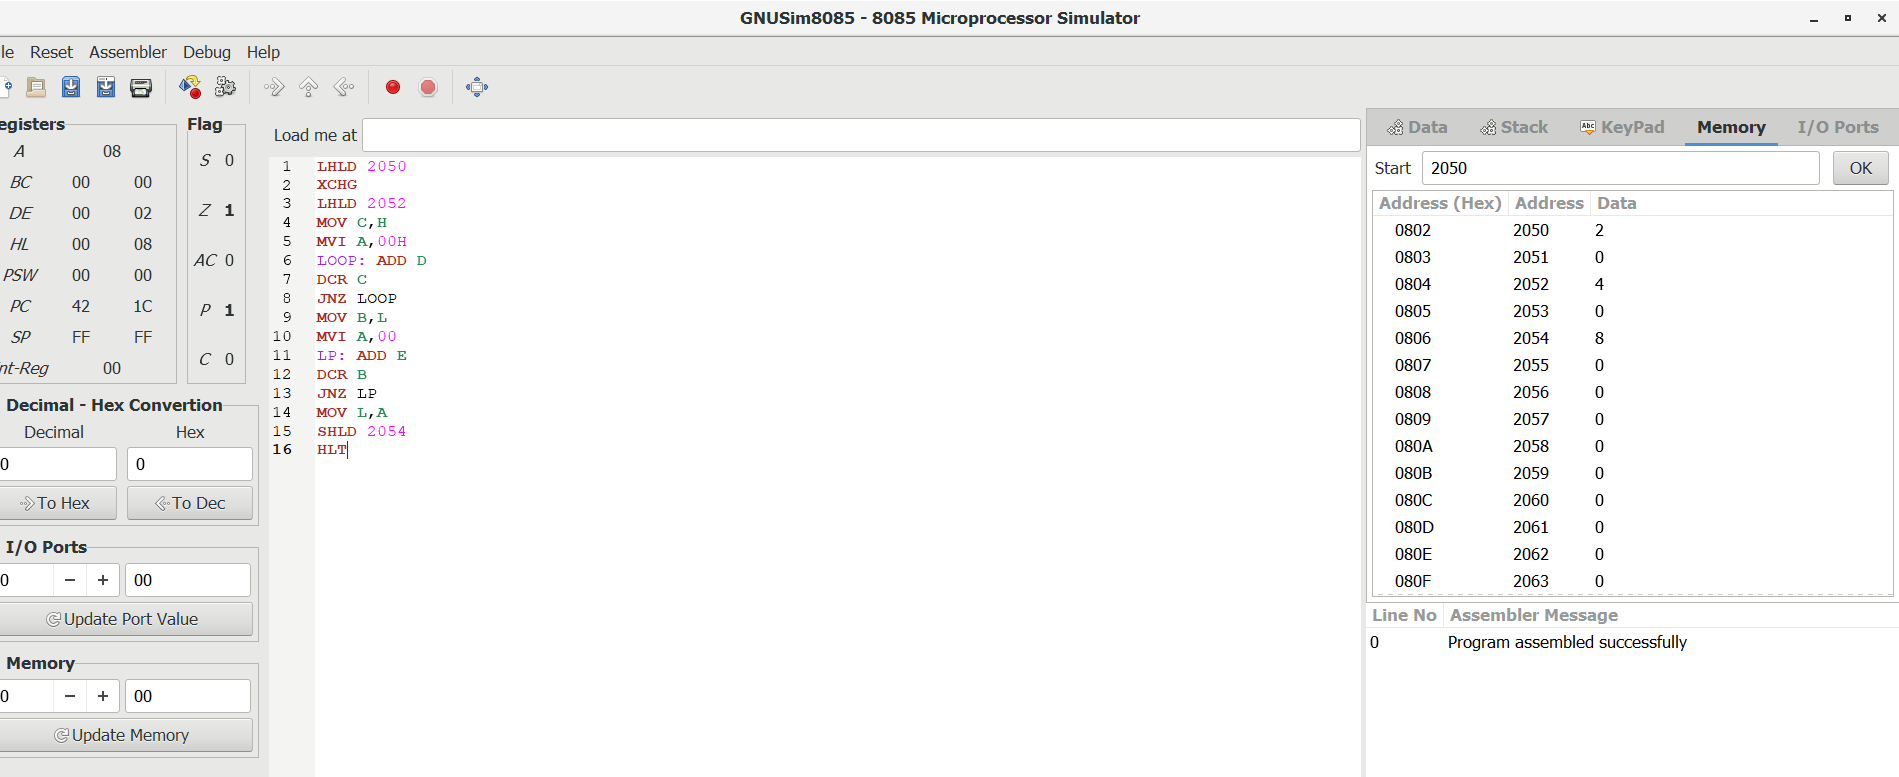 GNUSim8085 - 8085 Microprocessor Simulator
le Reset Assembler Debug Help
egisters
A 08
BC 00 00
DE 00 02
HL 00 08
PSW 00 00
PC 42 1C
SP FF FF
nt-Reg 00
Flag
S 0
Z 1
AC 0
P 1
C 0
Decimal - Hex Convertion
Decimal Hex
0 0
To Hex To Dec
I/O Ports
0 − + 00
Update Port Value
Memory
0 − + 00
Update Memory
Load me at
1 LHLD 2050
2 XCHG
3 LHLD 2052
4 MOV C,H
5 MVI A,00H
6 LOOP: ADD D
7 DCR C
8 JNZ LOOP
9 MOV B,L
10 MVI A,00
11 LP: ADD E
12 DCR B
13 JNZ LP
14 MOV L,A
15 SHLD 2054
16 HLT
Data Stack Abc KeyPad Memory I/O Ports
Start 2050 OK
Address (Hex) Address Data
0802 2050 2
0803 2051 0
0804 2052 4
0805 2053 0
0806 2054 8
0807 2055 0
0808 2056 0
0809 2057 0
080A 2058 0
080B 2059 0
080C 2060 0
080D 2061 0
080E 2062 0
080F 2063 0
Line No Assembler Message
0 Program assembled successfully